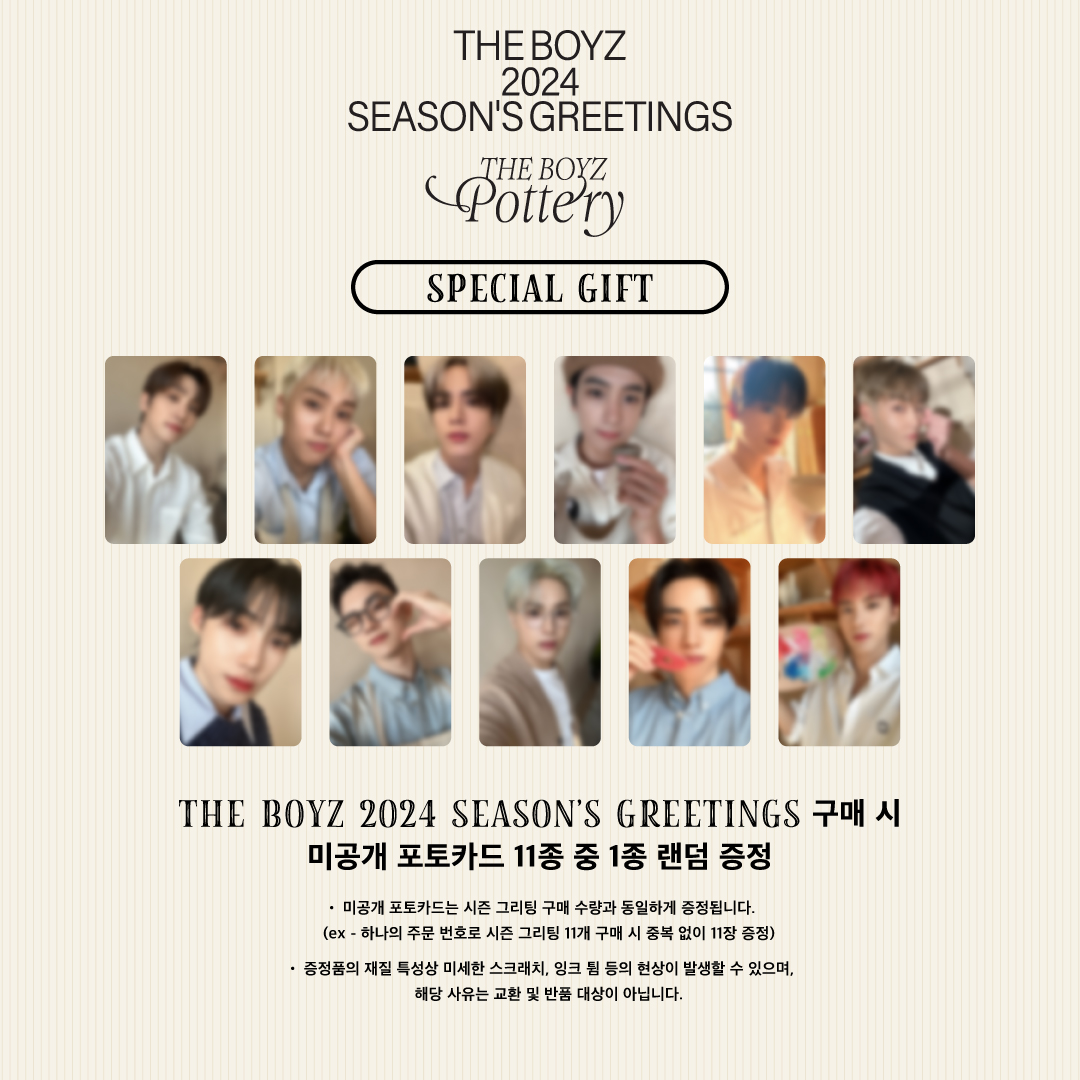 THE BOYZ
2024
SEASON'S GREETINGS
THE BOYZ
Pottery
SPECIAL GIFT
THE BOYZ 2024 SEASON'S GREETINGS 구매 시
미공개 포토카드 11종 중 1종 랜덤 증정
• 미공개 포토카드는 시즌 그리팅 구매 수량과 동일하게 증정됩니다.
(ex - 하나의 주문 번호로 시즌 그리팅 11개 구매 시 중복 없이 11장 증정)
• 증정품의 재질 특성상 미세한 스크래치, 잉크 튐 등의 현상이 발생할 수 있으며,
해당 사유는 교환 및 반품 대상이 아닙니다.